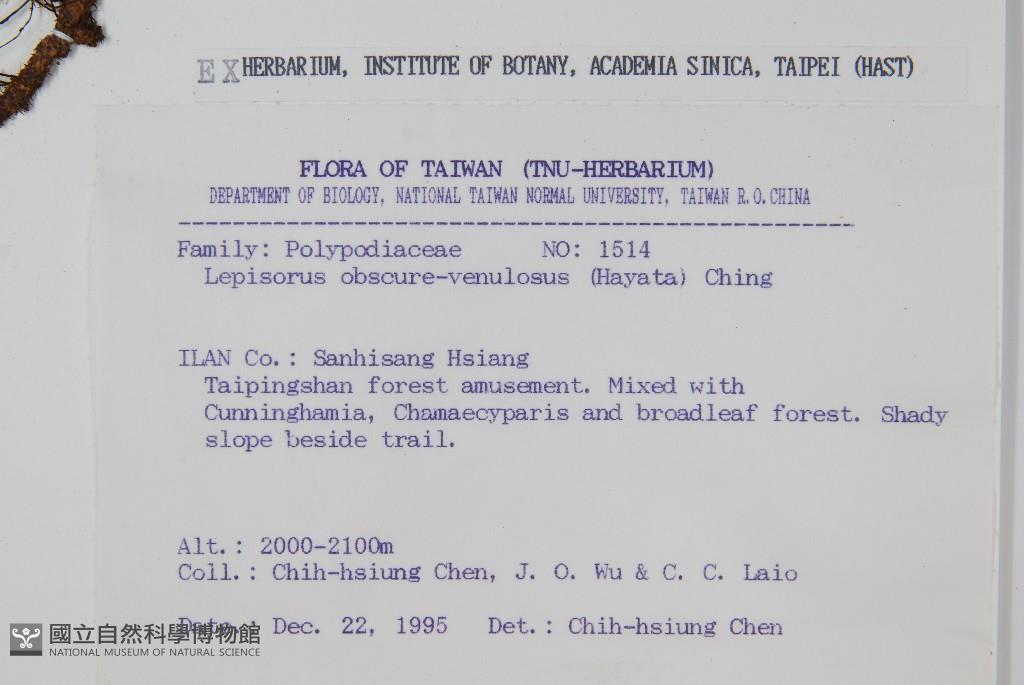 EX HERBARIUM, INSTITUTE OF BOTANY, ACADEMIA SINICA, TAIPEI (HAST)
FLORA OF TAIWAN (TNU-HERBARIUM)
DEPARTMENT OF BIOLOGY, NATIONAL TAIWAN NORMAL UNIVERSITY, TAIWAN R.O.CHINA
Family: Polypodiaceae NO: 1514
Lepisorus obscure-venulosus (Hayata) Ching
ILAN Co.: Sanhisang Hsiang
Taipingshan forest amusement. Mixed with
Cunninghamia, Chamaecyparis and broadleaf forest. Shady
slope beside trail.
Alt.: 2000-2100m
Coll.: Chih-hsiung Chen, J. O. Wu & C. C. Laio
Date.: Dec. 22, 1995 Det.: Chih-hsiung Chen
國立自然科學博物館
NATIONAL MUSEUM OF NATURAL SCIENCE